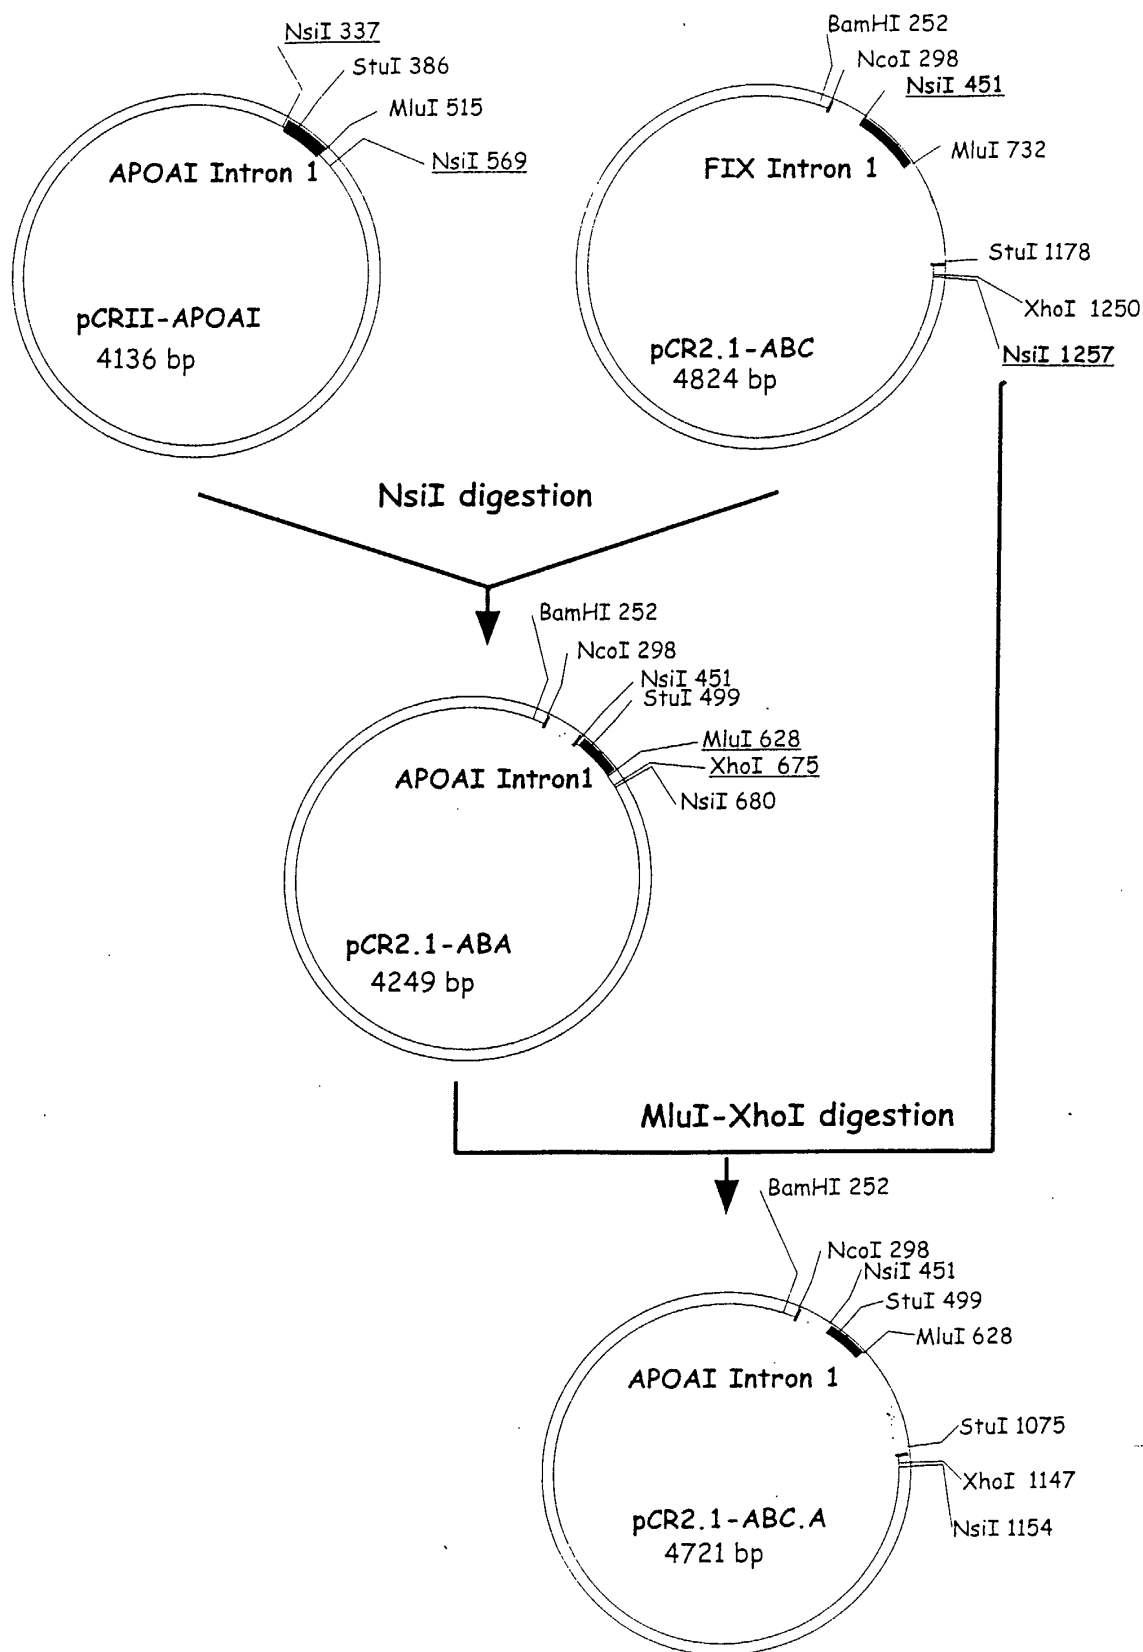 NsiI 337
StuI 386
MluI 515
NsiI 569
APOAI Intron 1
pCRII-APOAI
4136 bp
BamHI 252
NcoI 298
NsiI 451
MluI 732
FIX Intron 1
StuI 1178
XhoI 1250
NsiI 1257
pCR2.1-ABC
4824 bp
NsiI digestion
BamHI 252
NcoI 298
NsiI 451
StuI 499
MluI 628
XhoI 675
NsiI 680
APOAI Intron1
pCR2.1-ABA
4249 bp
MluI-XhoI digestion
BamHI 252
NcoI 298
NsiI 451
StuI 499
MluI 628
APOAI Intron 1
StuI 1075
XhoI 1147
NsiI 1154
pCR2.1-ABC.A
4721 bp